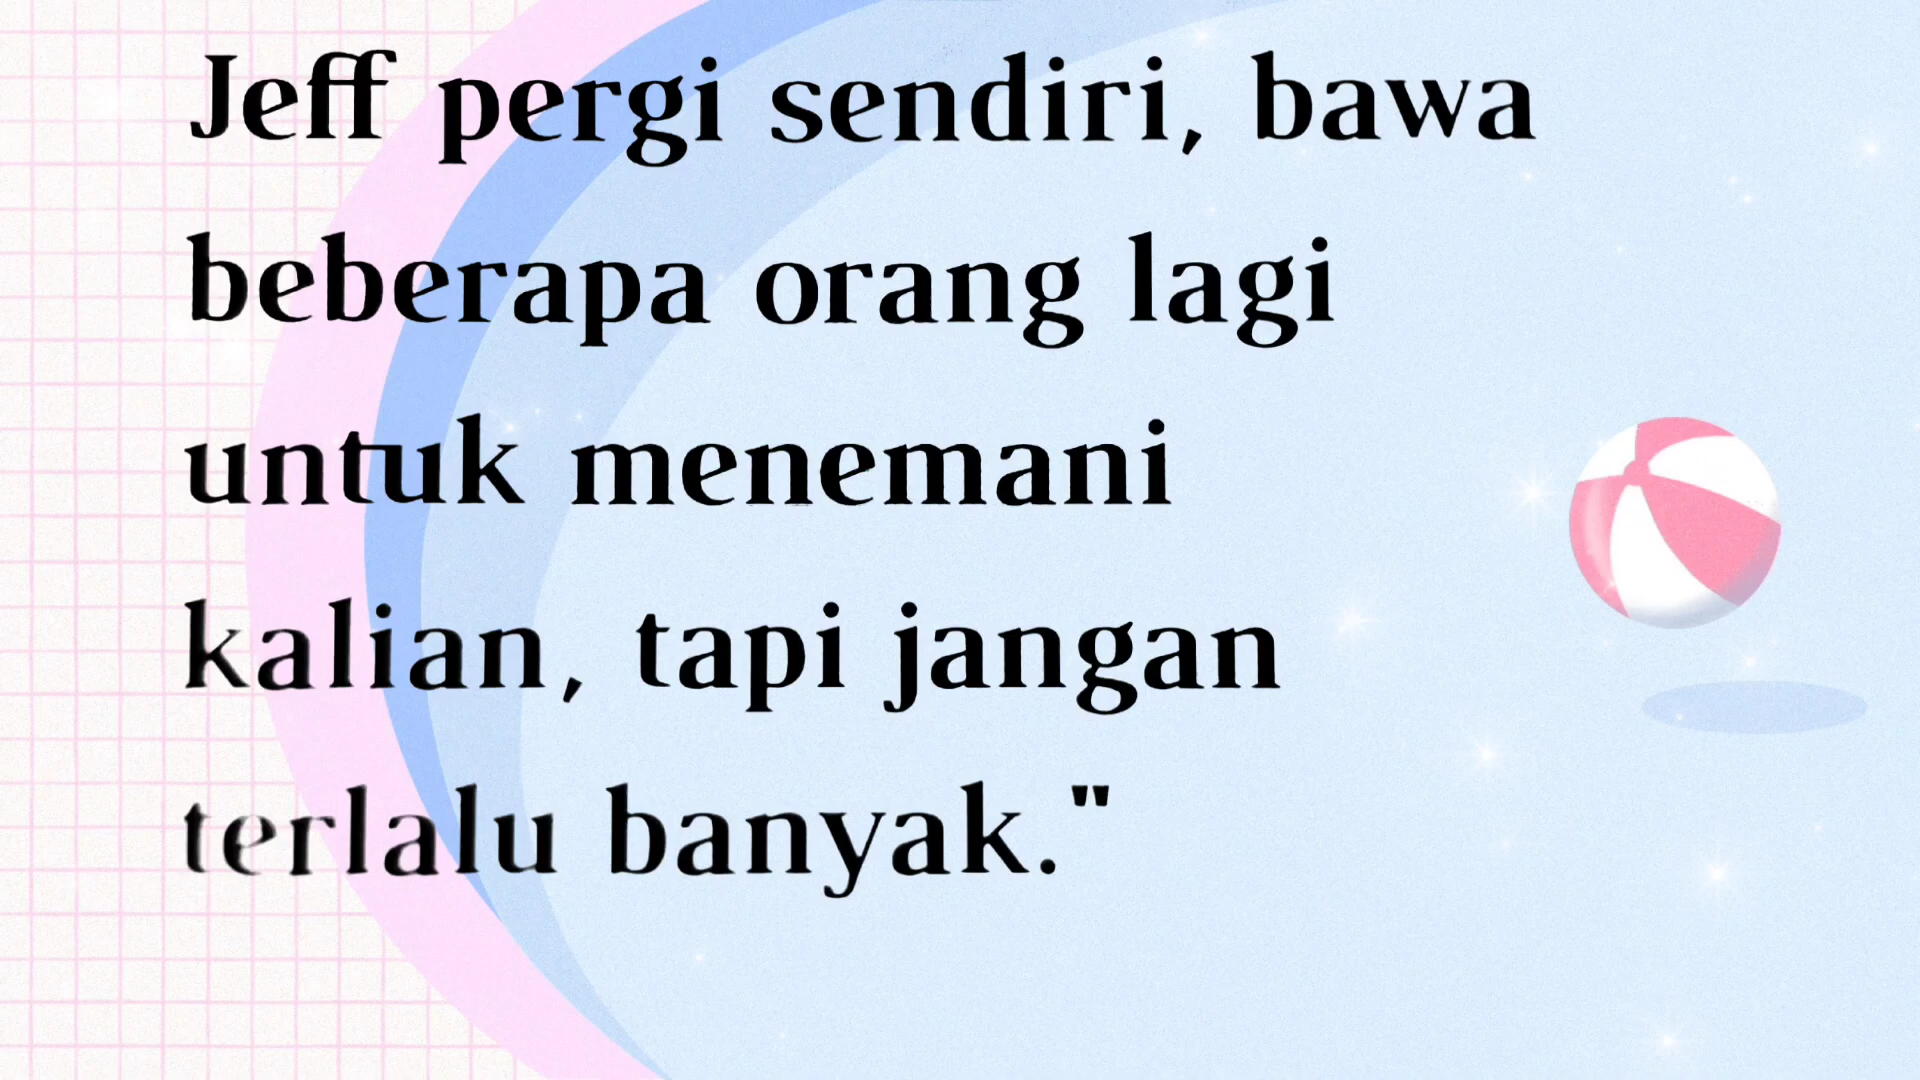 Jeff pergi sendiri, bawa
beberapa orang lagi
untuk menemani
kalian, tapi jangan
terlalu banyak."